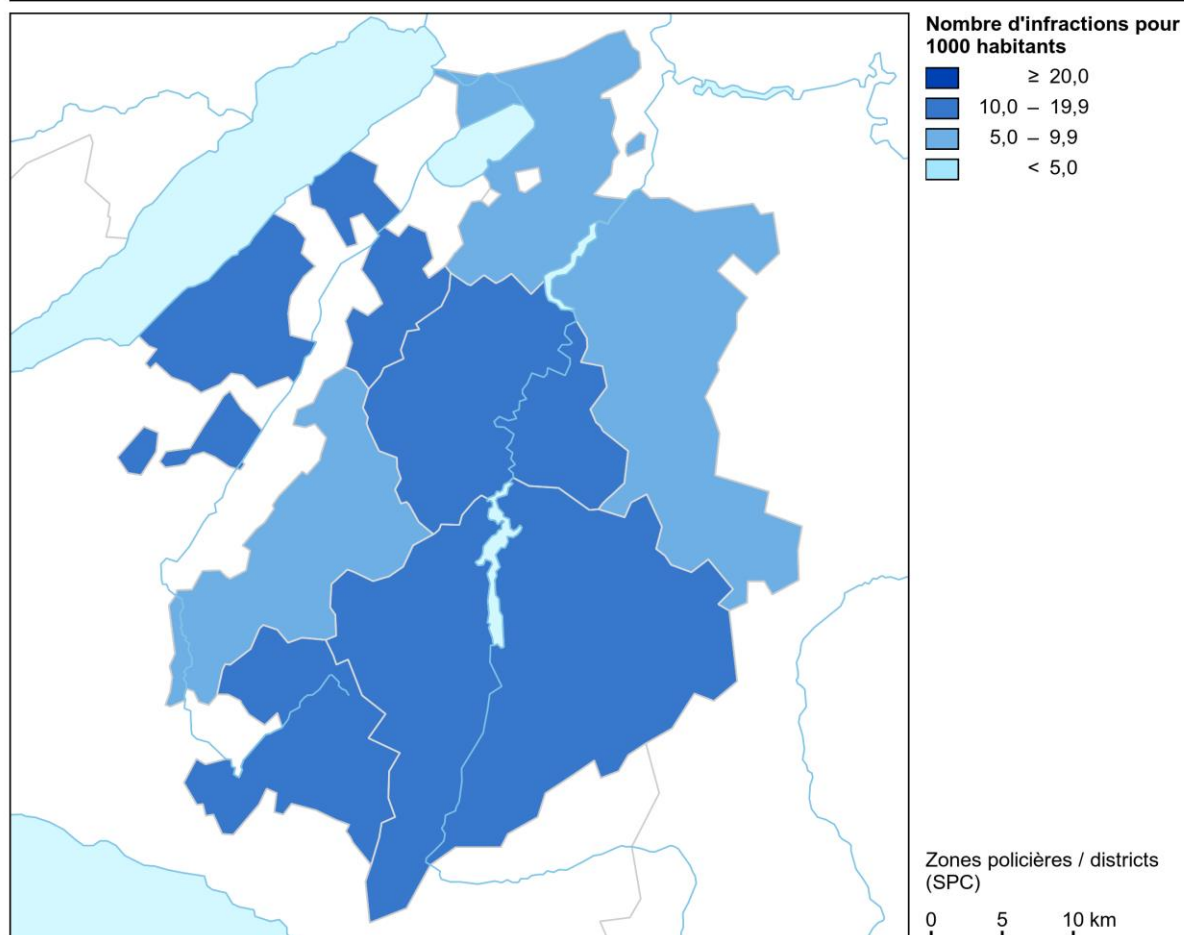 Nombre d'infractions pour
1000 habitants
≥ 20,0
10,0 – 19,9
5,0 – 9,9
< 5,0
Zones policières / districts
(SPC)
0 5 10 km